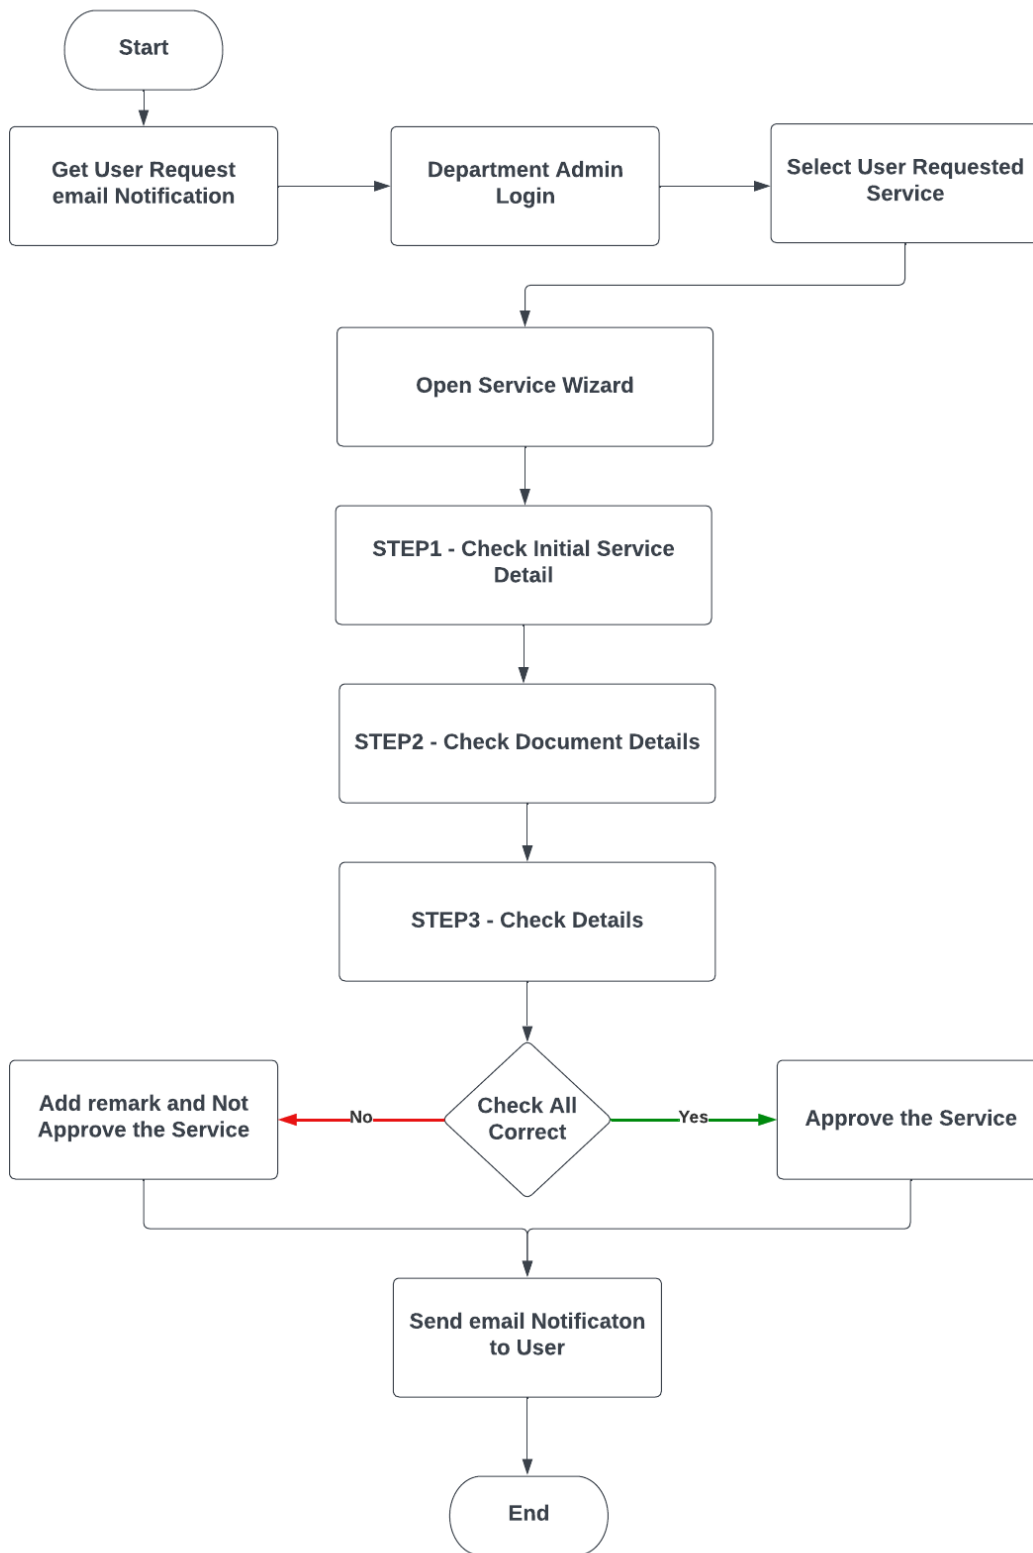 Start
Get User Request
email Notification
Department Admin
Login
Select User Requested
Service
Open Service Wizard
STEP1 - Check Initial Service
Detail
STEP2 - Check Document Details
STEP3 - Check Details
Add remark and Not
Approve the Service
No
Check All
Correct
Yes
Approve the Service
Send email Notificaton
to User
End